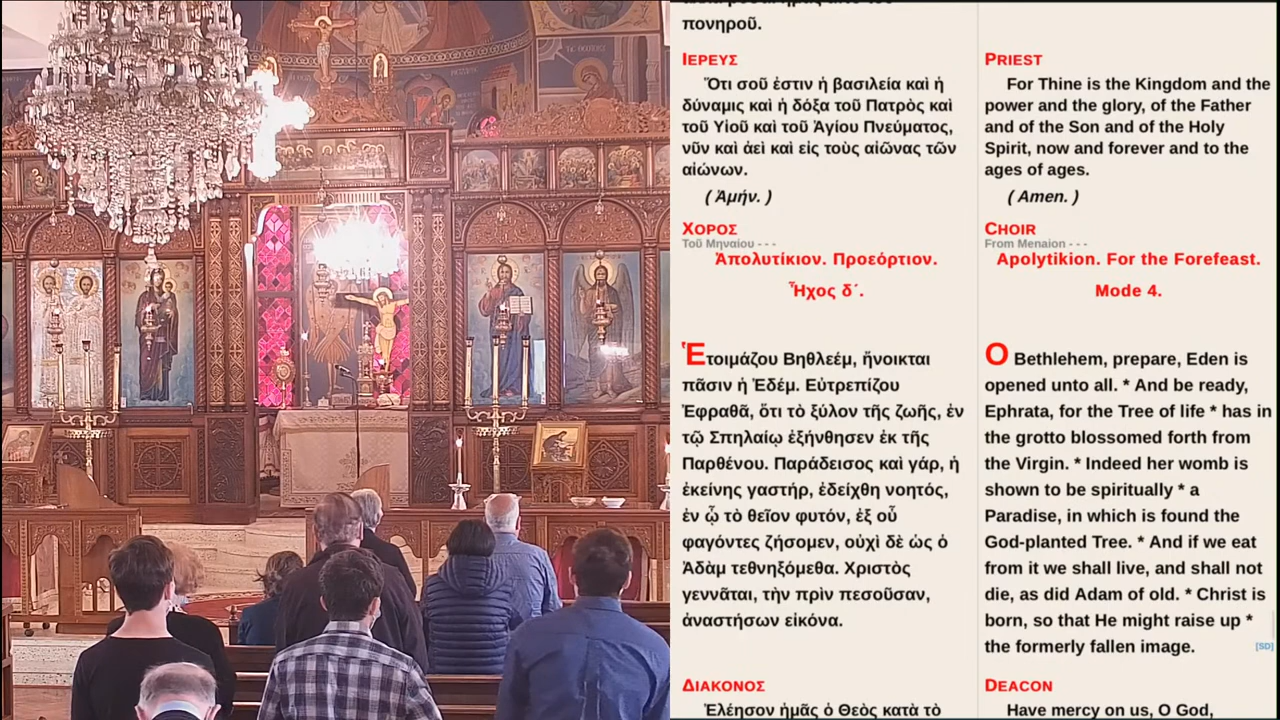 πονηροῦ.
ΙΕΡΕΥΣ
Ὅτι σοῦ ἐστιν ἡ βασιλεία καὶ ἡ
δύναμις καὶ ἡ δόξα τοῦ Πατρὸς καὶ
τοῦ Υἱοῦ καὶ τοῦ Ἁγίου Πνεύματος,
νῦν καὶ ἀεὶ καὶ εἰς τοὺς αἰῶνας τῶν
αἰώνων.
( Ἀμήν. )
ΧΟΡΟΣ
Τοῦ Μηναίου - - -
Ἀπολυτίκιον. Προεόρτιον.
Ἦχος δ΄.
Ἑτοιμάζου Βηθλεέμ, ἤνοικται
πᾶσιν ἡ Ἐδέμ. Εὐτρεπίζου
Ἐφραθᾶ, ὅτι τὸ ξύλον τῆς ζωῆς, ἐν
τῷ Σπηλαίῳ ἐξήνθησεν ἐκ τῆς
Παρθένου. Παράδεισος καὶ γάρ, ἡ
ἐκείνης γαστήρ, ἐδείχθη νοητός,
ἐν ᾧ τὸ θεῖον φυτόν, ἐξ οὗ
φαγόντες ζήσομεν, οὐχὶ δὲ ὡς ὁ
Ἀδὰμ τεθνηξόμεθα. Χριστὸς
γεννᾶται, τὴν πρὶν πεσοῦσαν,
ἀναστήσων εἰκόνα.
ΔΙΑΚΟΝΟΣ
Ἐλέησον ἡμᾶς ὁ Θεὸς κατὰ τὸ
PRIEST
For Thine is the Kingdom and the
power and the glory, of the Father
and of the Son and of the Holy
Spirit, now and forever and to the
ages of ages.
( Amen. )
CHOIR
From Menaion - - -
Apolytikion. For the Forefeast.
Mode 4.
O Bethlehem, prepare, Eden is
opened unto all. * And be ready,
Ephrata, for the Tree of life * has in
the grotto blossomed forth from
the Virgin. * Indeed her womb is
shown to be spiritually * a
Paradise, in which is found the
God-planted Tree. * And if we eat
from it we shall live, and shall not
die, as did Adam of old. * Christ is
born, so that He might raise up *
the formerly fallen image.
[SD]
DEACON
Have mercy on us, O God,